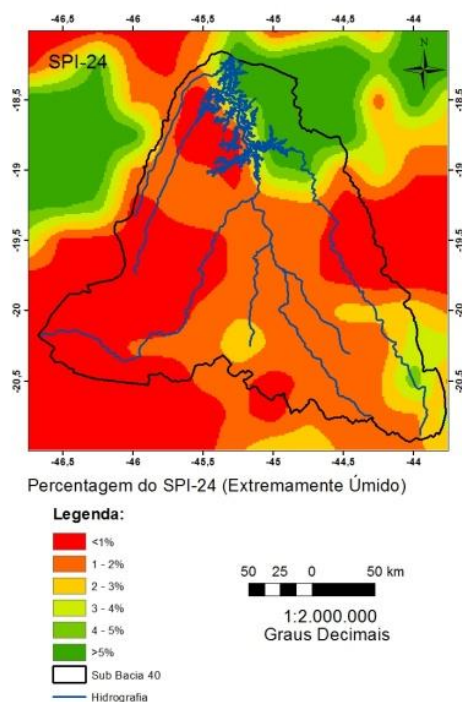 -46,5 -46 -45,5 -45 -44,5 -44
SPI-24
N
-18,5 -18,5
-19 -19
-19,5 -19,5
-20 -20
-20,5 -20,5
-46,5 -46 -45,5 -45 -44,5 -44
Percentagem do SPI-24 (Extremamente Úmido)
Legenda:
<1%
1 - 2%
2 - 3%
3 - 4%
4 - 5%
>5%
Sub Bacia 40
Hidrografia
50 25 0 50 km
1:2.000.000
Graus Decimais